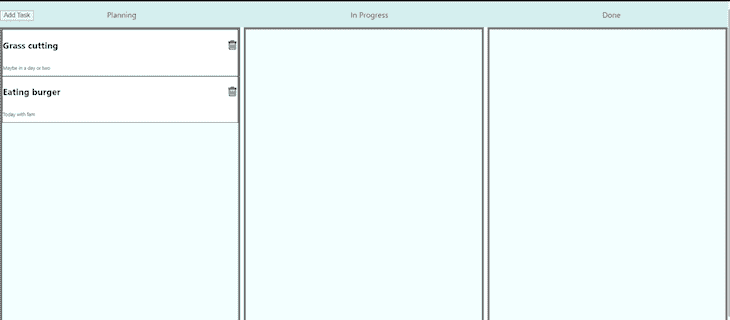 Add Task
Planning
In Progress
Done
Grass cutting
Maybe in a day or two
Eating burger
Today with fam